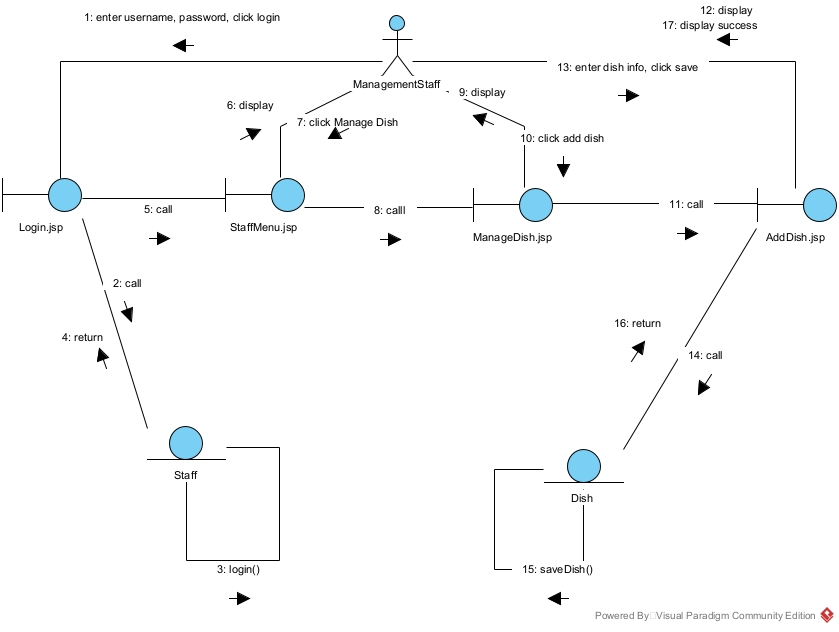 12: display
1: enter username, password, click login
17: display success
13: enter dish info, click save
ManagementStaff
9: display
6: display
7: click Manage Dish
10: click add dish
5: call
8: calll
11: call
Login.jsp
StaffMenu.jsp
ManageDish.jsp
AddDish.jsp
2: call
16: return
4: return
14: call
Staff
Dish
3: login()
15: saveDish()
Powered By Visual Paradigm Community Edition